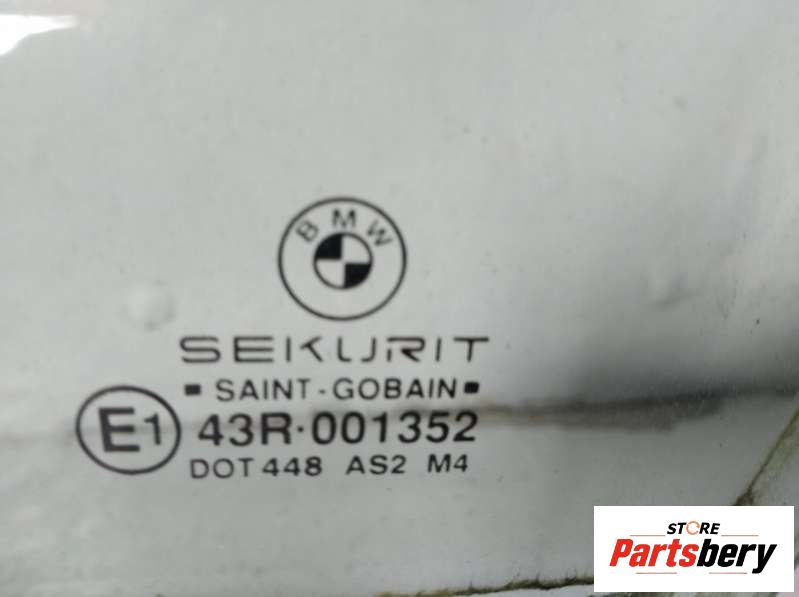 BMW
SEKURIT
SAINT-GOBAIN
E1 43R·001352
DOT 448 AS2 M4
STORE
Partsbery